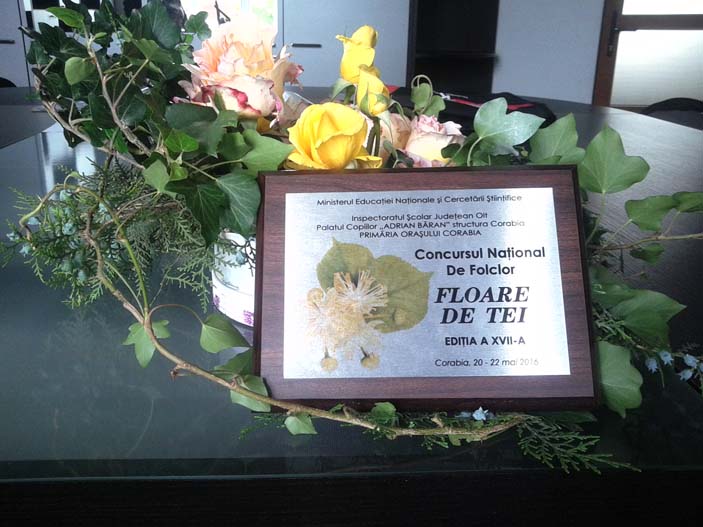 Ministerul Educației Naționale și Cercetării Științifice
Inspectoratul Școlar Județean Olt
Palatul Copiilor „ADRIAN BĂRAN” structura Corabia
PRIMĂRIA ORAȘULUI CORABIA
Concursul Național
De Folclor
FLOARE
DE TEI
EDIȚIA A XVII-A
Corabia, 20 - 22 mai 2016